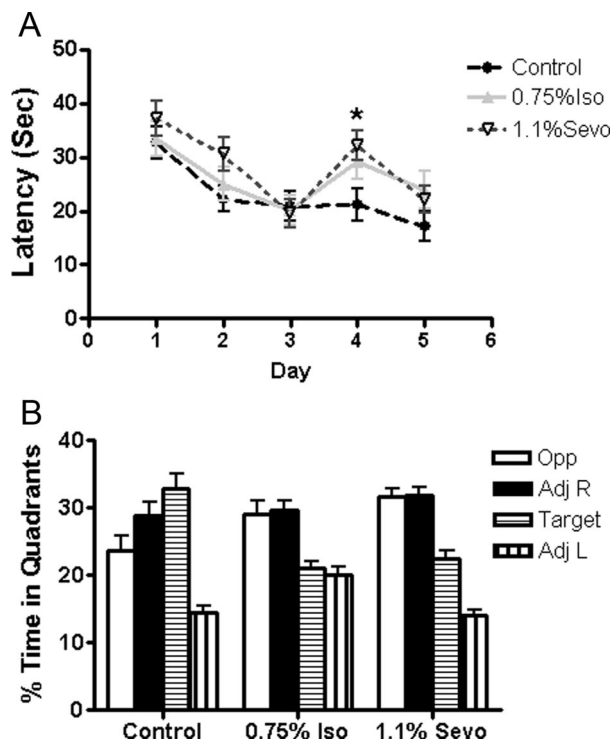 A
Latency (Sec)
50
40
30
20
10
0
*
0 1 2 3 4 5 6
Day
Control
0.75%Iso
1.1%Sevo
B
% Time in Quadrants
40
30
20
10
0
Control 0.75% Iso 1.1% Sevo
Opp
Adj R
Target
Adj L